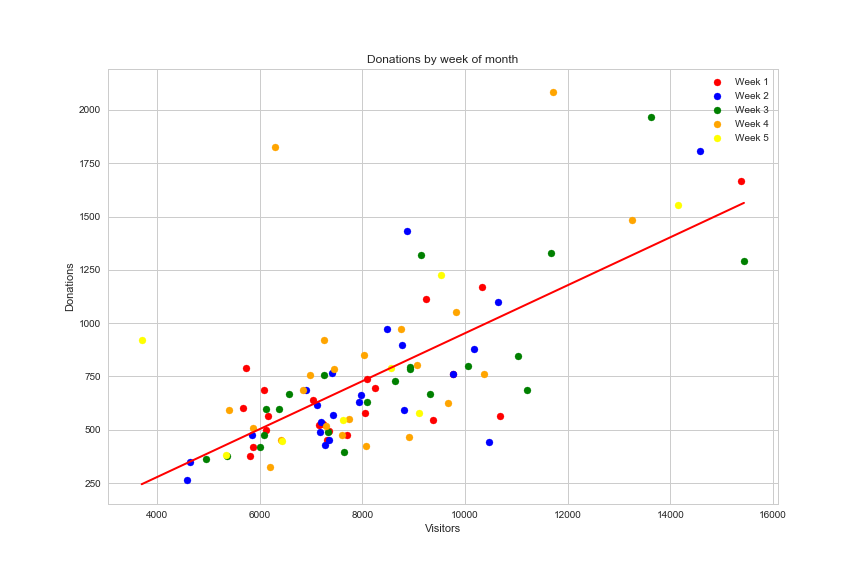 Donations by week of month
Week 1
Week 2
Week 3
Week 4
Week 5
2000
1750
1500
1250
1000
750
500
250
Donations
4000 6000 8000 10000 12000 14000 16000
Visitors